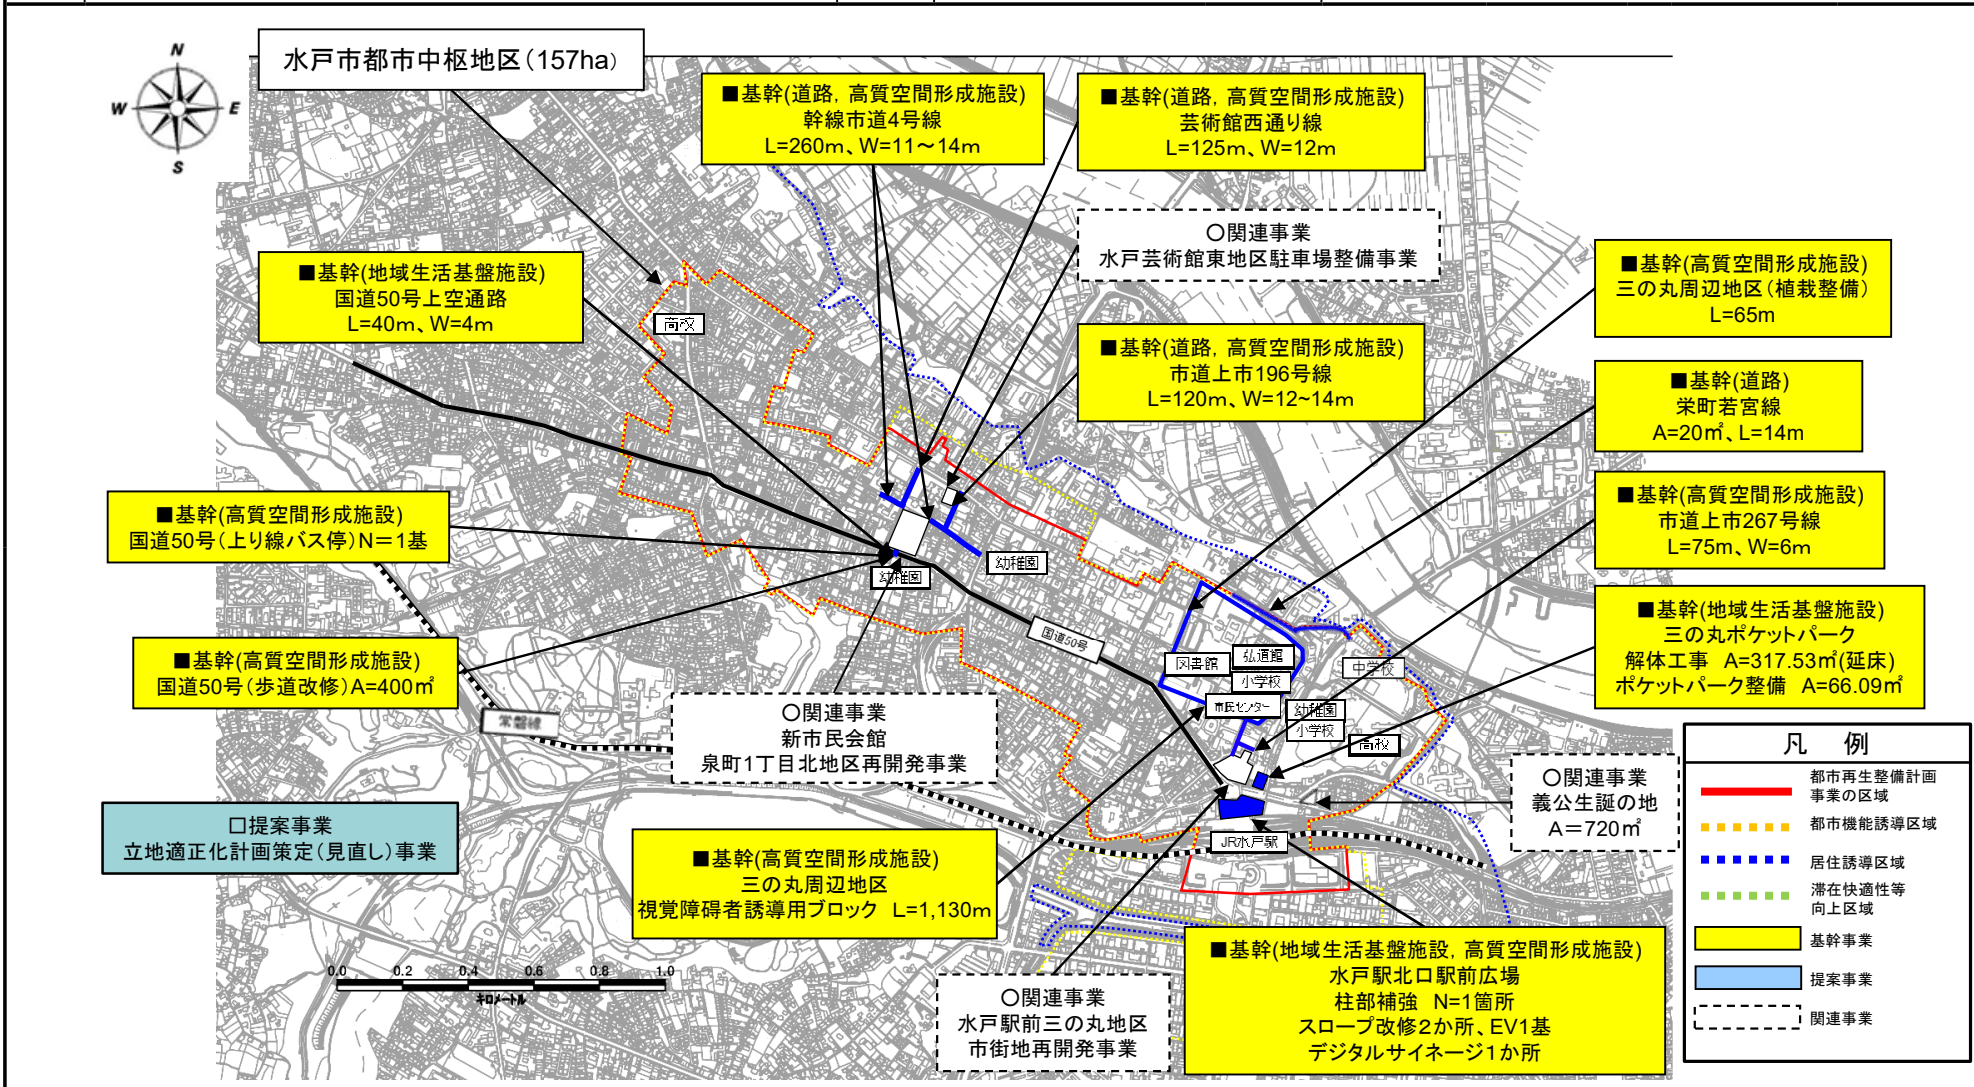 N
W
E
S
水戸市都市中枢地区（157ha）
■基幹(道路，高質空間形成施設)
幹線市道4号線
L=260m、W=11～14m
■基幹(道路，高質空間形成施設)
芸術館西通り線
L=125m、W=12m
○関連事業
水戸芸術館東地区駐車場整備事業
■基幹(地域生活基盤施設)
国道50号上空通路
L=40m、W=4m
■基幹(高質空間形成施設)
三の丸周辺地区（植栽整備）
L=65m
■基幹(道路，高質空間形成施設)
市道上市196号線
L=120m、W=12~14m
■基幹(道路)
栄町若宮線
A=20㎡、L=14m
■基幹(高質空間形成施設)
市道上市267号線
L=75m、W=6m
■基幹(高質空間形成施設)
国道50号（上り線バス停）N＝1基
■基幹(地域生活基盤施設)
三の丸ポケットパーク
解体工事 A=317.53㎡(延床)
ポケットパーク整備 A=66.09㎡
■基幹(高質空間形成施設)
国道50号（歩道改修）A=400㎡
○関連事業
新市民会館
泉町1丁目北地区再開発事業
○関連事業
義公生誕の地
A＝720㎡
□提案事業
立地適正化計画策定（見直し）事業
■基幹(高質空間形成施設)
三の丸周辺地区
視覚障碍者誘導用ブロック L=1,130m
○関連事業
水戸駅前三の丸地区
市街地再開発事業
■基幹(地域生活基盤施設，高質空間形成施設)
水戸駅北口駅前広場
柱部補強 N=1箇所
スロープ改修2か所、EV1基
デジタルサイネージ1か所
高校
幼稚園
幼稚園
国道50号
図書館
弘道館
小学校
中学校
市民センター
幼稚園
小学校
高校
常磐線
JR水戸駅
0.0 0.2 0.4 0.6 0.8 1.0
キロメートル
凡 例
都市再生整備計画
事業の区域
都市機能誘導区域
居住誘導区域
滞在快適性等
向上区域
基幹事業
提案事業
関連事業